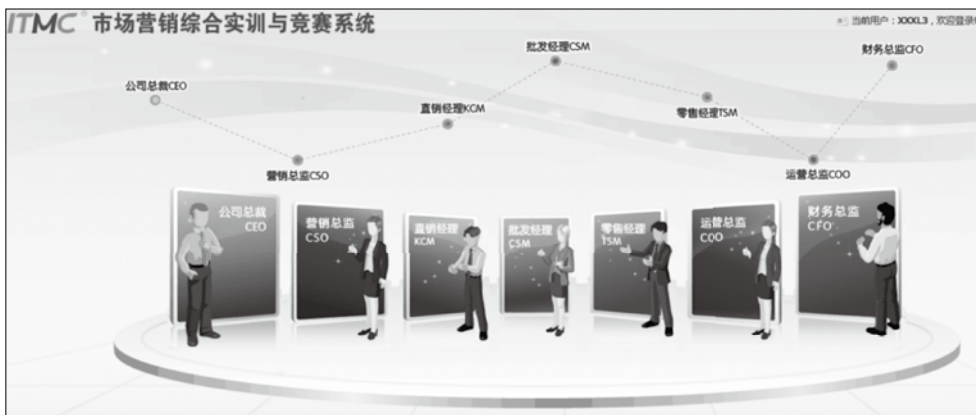 ITMC® 市场营销综合实训与竞赛系统
当前用户：XXXL3，欢迎登录
批发经理CSM
财务总监CFO
公司总裁CEO
直销经理KCM
零售经理TSM
营销总监CSO
运营总监COO
公司总裁
CEO
营销总监
CSO
直销经理
KCM
批发经理
CSM
零售经理
TSM
运营总监
COO
财务总监
CFO